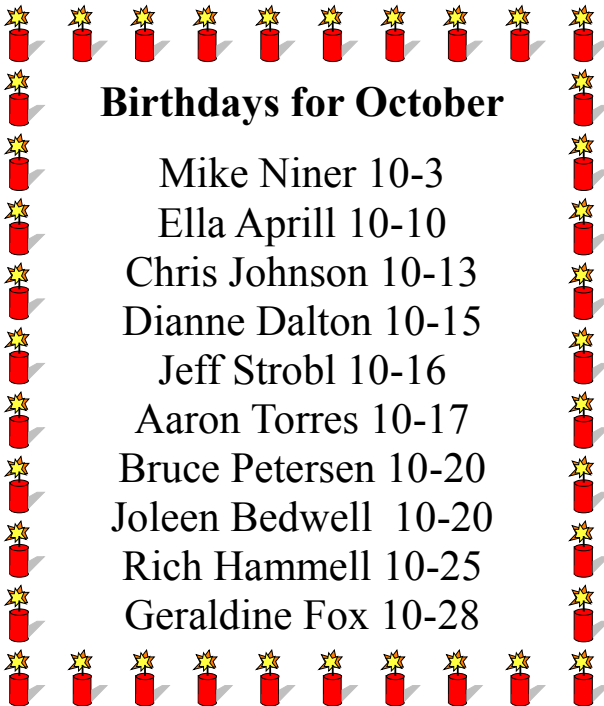 Birthdays for October
Mike Niner 10-3
Ella Aprill 10-10
Chris Johnson 10-13
Dianne Dalton 10-15
Jeff Strobl 10-16
Aaron Torres 10-17
Bruce Petersen 10-20
Joleen Bedwell  10-20
Rich Hammell 10-25
Geraldine Fox 10-28